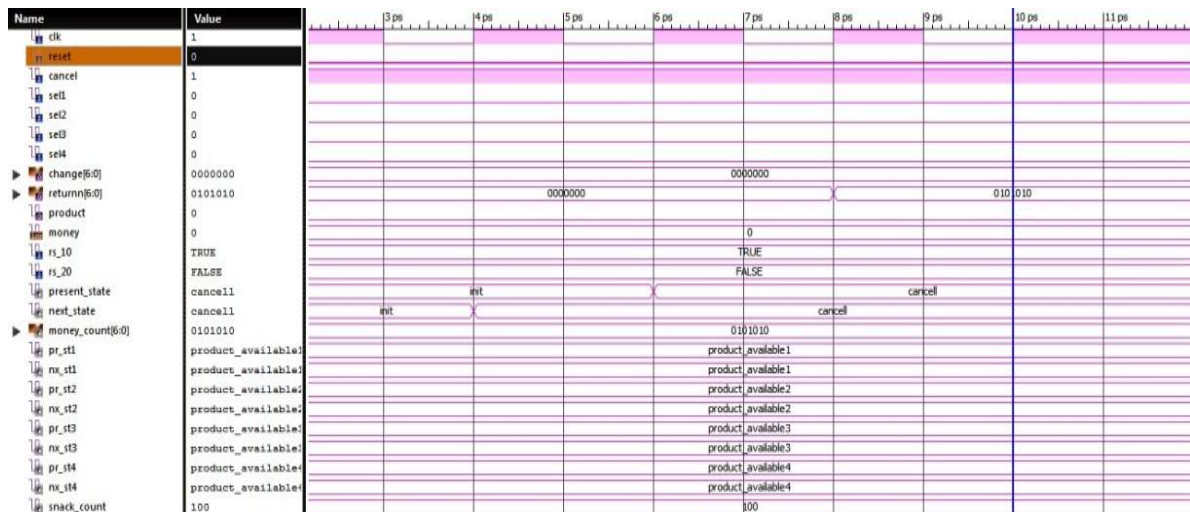 Name Value 3 ps 4 ps 5 ps 6 ps 7 ps 8 ps 9 ps 10 ps 11 ps
clk 1
reset 0
cancel 1
sel1 0
sel2 0
sel3 0
sel4 0
change[6:0] 0000000 0000000
returnn[6:0] 0101010 0000000 0101010
product 0
money 0 0
rs_10 TRUE TRUE
rs_20 FALSE FALSE
present_state cancell init cancell
next_state cancell init cancell
money_count[6:0] 0101010 0101010
pr_st1 product_available1 product_available1
nx_st1 product_available1 product_available1
pr_st2 product_available2 product_available2
nx_st2 product_available2 product_available2
pr_st3 product_available: product_available3
nx_st3 product_available: product_available3
pr_st4 product_available4 product_available4
nx_st4 product_available4 product_available4
snack_count 100 100